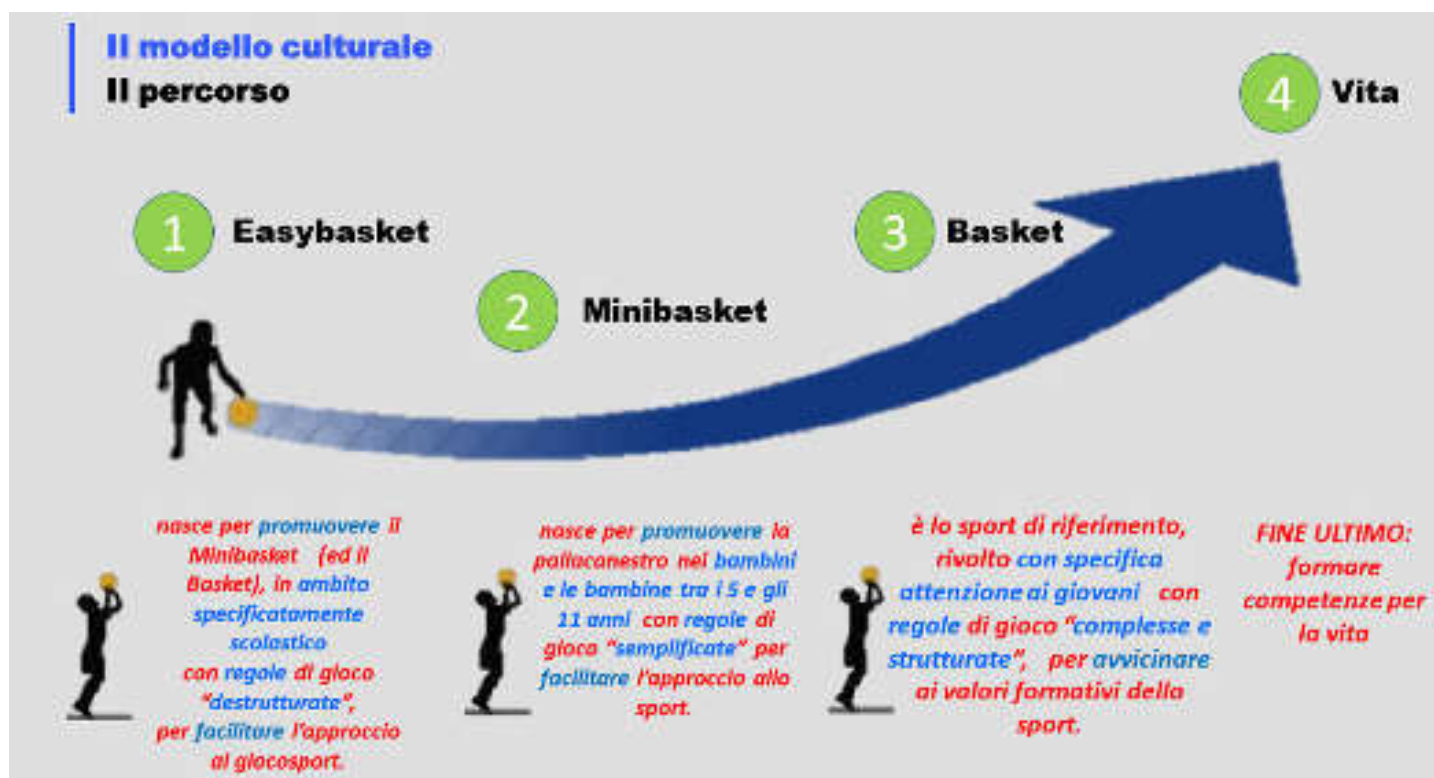 Il modello culturale
Il percorso
4 Vita
1 Easybasket
3 Basket
2 Minibasket
nasce per promuovere il
Minibasket (ed il
Basket), in ambito
specificatamente
scolastico
con regole di gioco
"destrutturate",
per facilitare l'approccio
al giocosport.
nasce per promuovere la
pallacanestro nei bambini
e le bambine tra i 5 e gli
11 anni con regole di
gioco "semplificate" per
facilitare l'approccio allo
sport.
è lo sport di riferimento,
rivolto con specifica
attenzione ai giovani con
regole di gioco "complesse e
strutturate", per avvicinare
ai valori formativi della
sport.
FINE ULTIMO:
formare
competenze per
la vita